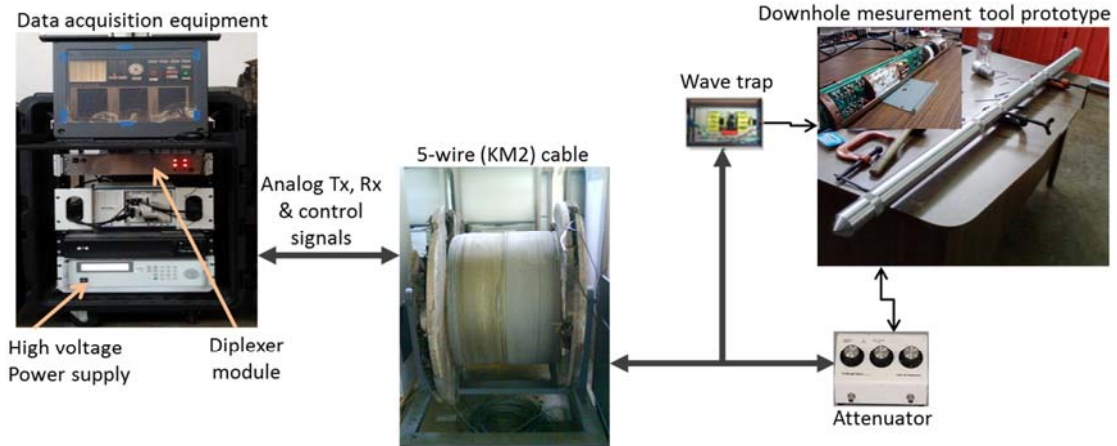 Data acquisition equipment
Downhole mesurement tool prototype
Wave trap
5-wire (KM2) cable
Analog Tx, Rx
& control
signals
High voltage
Power supply
Diplexer
module
Attenuator